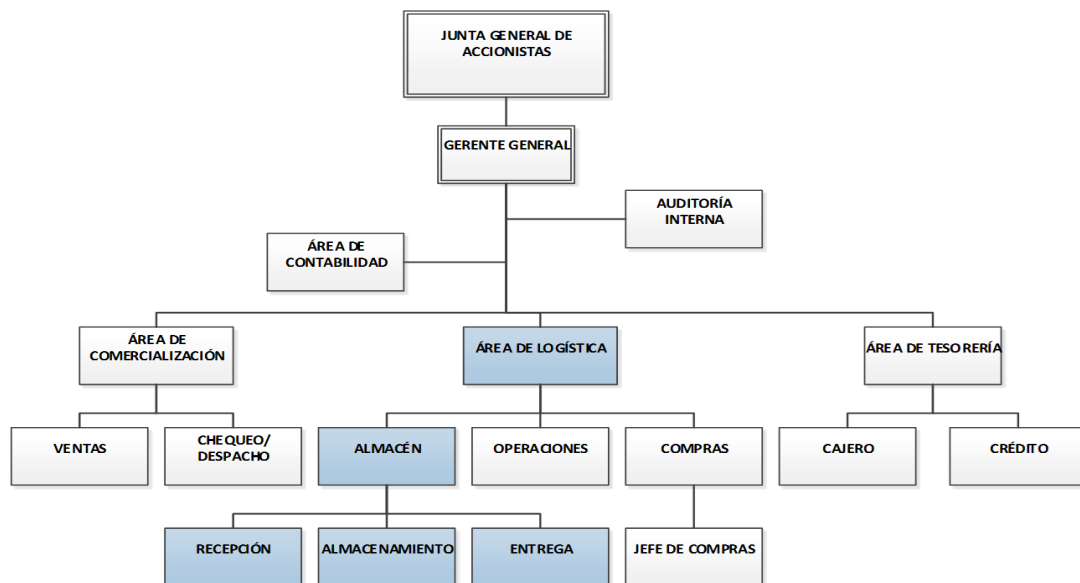 JUNTA GENERAL DE
ACCIONISTAS
GERENTE GENERAL
AUDITORÍA
INTERNA
ÁREA DE
CONTABILIDAD
ÁREA DE
COMERCIALIZACIÓN
ÁREA DE LOGÍSTICA
ÁREA DE TESORERÍA
VENTAS
CHEQUEO/
DESPACHO
ALMACÉN
OPERACIONES
COMPRAS
CAJERO
CRÉDITO
RECEPCIÓN
ALMACENAMIENTO
ENTREGA
JEFE DE COMPRAS